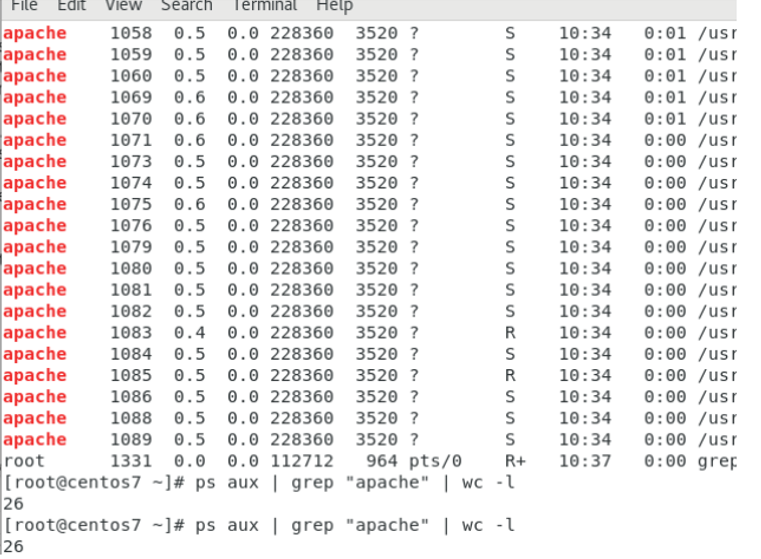 File Edit View Search Terminal Help
apache 1058 0.5 0.0 228360 3520 ? S 10:34 0:01 /usr
apache 1059 0.5 0.0 228360 3520 ? S 10:34 0:01 /usr
apache 1060 0.5 0.0 228360 3520 ? S 10:34 0:01 /usr
apache 1069 0.6 0.0 228360 3520 ? S 10:34 0:01 /usr
apache 1070 0.6 0.0 228360 3520 ? S 10:34 0:01 /usr
apache 1071 0.6 0.0 228360 3520 ? S 10:34 0:00 /usr
apache 1073 0.5 0.0 228360 3520 ? S 10:34 0:00 /usr
apache 1074 0.5 0.0 228360 3520 ? S 10:34 0:00 /usr
apache 1075 0.6 0.0 228360 3520 ? S 10:34 0:00 /usr
apache 1076 0.5 0.0 228360 3520 ? S 10:34 0:00 /usr
apache 1079 0.5 0.0 228360 3520 ? S 10:34 0:00 /usr
apache 1080 0.5 0.0 228360 3520 ? S 10:34 0:00 /usr
apache 1081 0.5 0.0 228360 3520 ? S 10:34 0:00 /usr
apache 1082 0.5 0.0 228360 3520 ? S 10:34 0:00 /usr
apache 1083 0.4 0.0 228360 3520 ? R 10:34 0:00 /usr
apache 1084 0.5 0.0 228360 3520 ? S 10:34 0:00 /usr
apache 1085 0.5 0.0 228360 3520 ? R 10:34 0:00 /usr
apache 1086 0.5 0.0 228360 3520 ? S 10:34 0:00 /usr
apache 1088 0.5 0.0 228360 3520 ? S 10:34 0:00 /usr
apache 1089 0.5 0.0 228360 3520 ? S 10:34 0:00 /usr
root 1331 0.0 0.0 112712 964 pts/0 R+ 10:37 0:00 grep
[root@centos7 ~]# ps aux | grep "apache" | wc -l
26
[root@centos7 ~]# ps aux | grep "apache" | wc -l
26